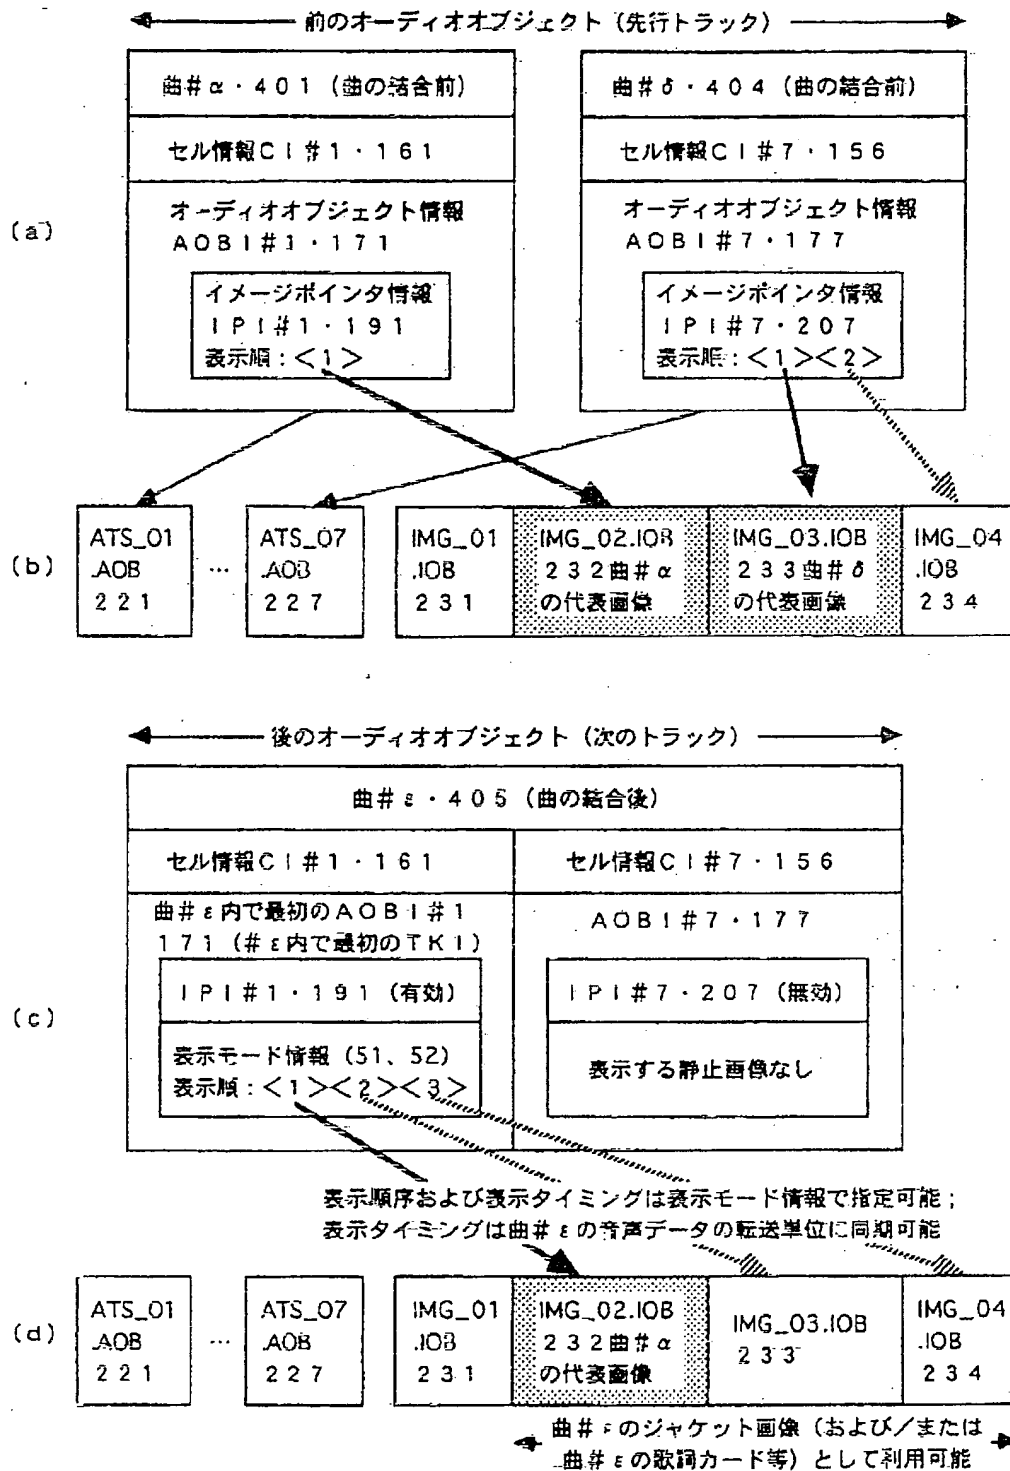 前のオーディオオブジェクト（先行トラック）
曲＃α・４０１（曲の結合前）
曲＃δ・４０４（曲の結合前）
セル情報ＣＩ＃１・１６１
セル情報ＣＩ＃７・１５６
(a)
オーディオオブジェクト情報
ＡＯＢＩ＃１・１７１
オーディオオブジェクト情報
ＡＯＢＩ＃７・１７７
イメージポインタ情報
ＩＰＩ＃１・１９１
表示順：＜１＞
イメージポインタ情報
ＩＰＩ＃７・２０７
表示順：＜１＞＜２＞
(b)
ATS_01
.AOB
２２１
…
ATS_07
.AOB
２２７
IMG_01
.IOB
２３１
IMG_02.IOB
２３２曲＃α
の代表画像
IMG_03.IOB
２３３曲＃δ
の代表画像
IMG_04
.IOB
２３４
後のオーディオオブジェクト（次のトラック）
曲＃ε・４０５（曲の結合後）
セル情報ＣＩ＃１・１６１
セル情報ＣＩ＃７・１５６
(c)
曲＃ε内で最初のＡＯＢＩ＃１
１７１（＃ε内で最初のＴＫＩ）
ＡＯＢＩ＃７・１７７
ＩＰＩ＃１・１９１（有効）
表示モード情報（51、52）
表示順：＜１＞＜２＞＜３＞
ＩＰＩ＃７・２０７（無効）
表示する静止画像なし
表示順序および表示タイミングは表示モード情報で指定可能；
表示タイミングは曲＃εの音声データの転送単位に同期可能
(d)
ATS_01
.AOB
２２１
…
ATS_07
.AOB
２２７
IMG_01
.IOB
２３１
IMG_02.IOB
２３２曲＃α
の代表画像
IMG_03.IOB
２３３
IMG_04
.IOB
２３４
曲＃εのジャケット画像（および／または
曲＃εの歌詞カード等）として利用可能